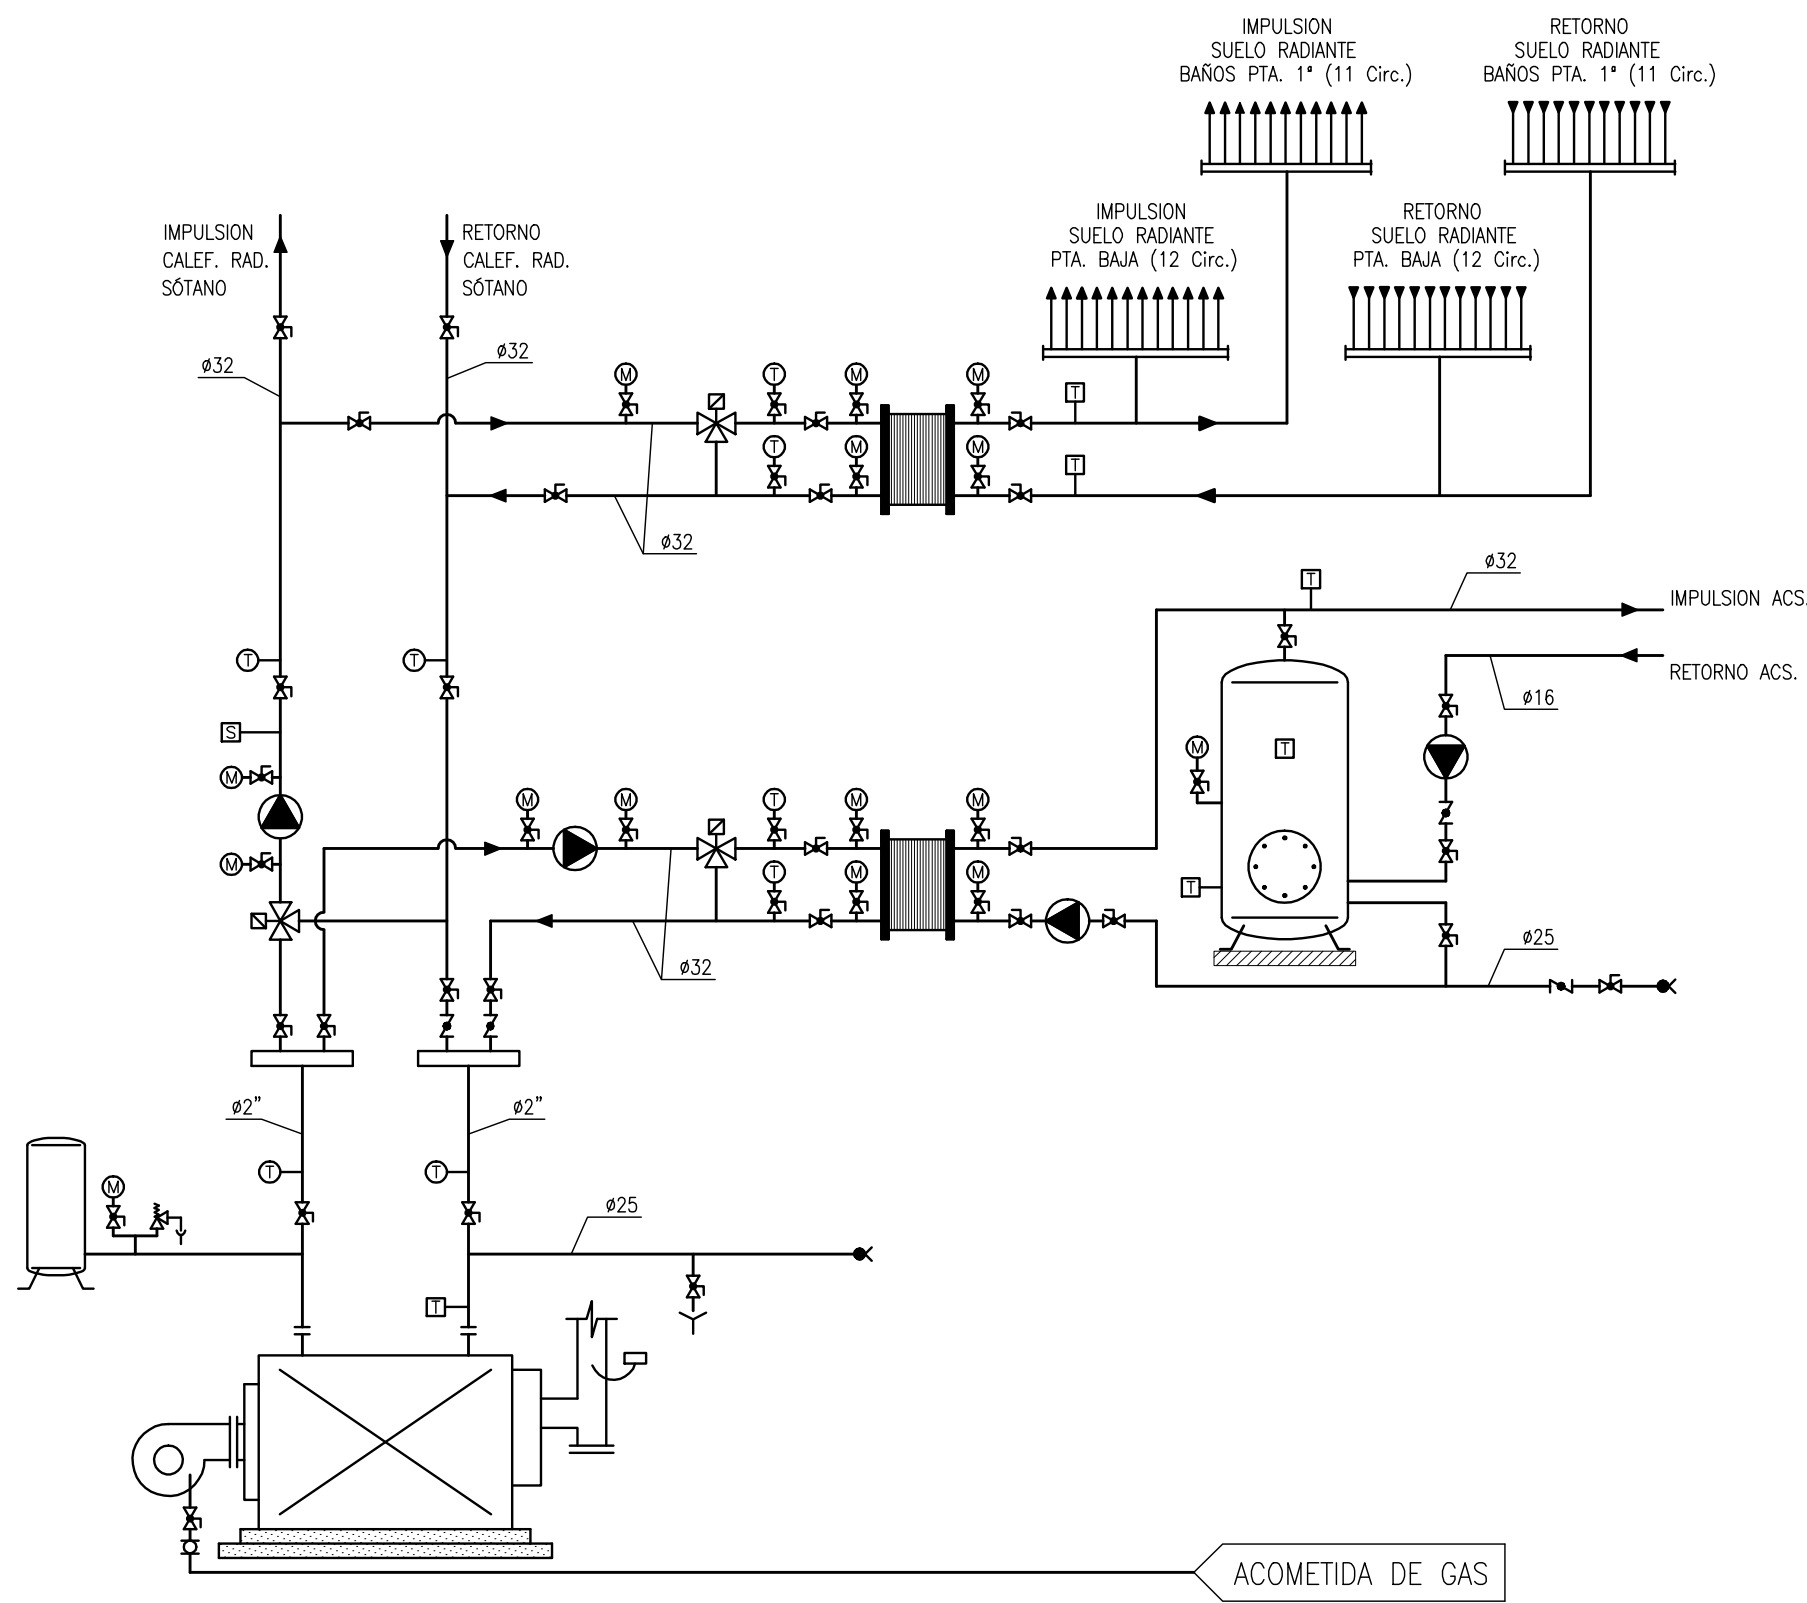 IMPULSION
SUELO RADIANTE
BAÑOS PTA. 1ª (11 Circ.)
RETORNO
SUELO RADIANTE
BAÑOS PTA. 1ª (11 Circ.)
IMPULSION
SUELO RADIANTE
PTA. BAJA (12 Circ.)
RETORNO
SUELO RADIANTE
PTA. BAJA (12 Circ.)
IMPULSION
CALEF. RAD.
SÓTANO
RETORNO
CALEF. RAD.
SÓTANO
ø32
ø32
M
T
M
M
T
T
M
M
T
ø32
ø32
T
IMPULSION ACS.
RETORNO ACS.
ø16
T
T
S
M
M
M
T
M
M
M
M
T
T
M
M
M
T
T
ø32
ø25
ø2"
ø2"
T
T
M
ø25
T
ACOMETIDA DE GAS